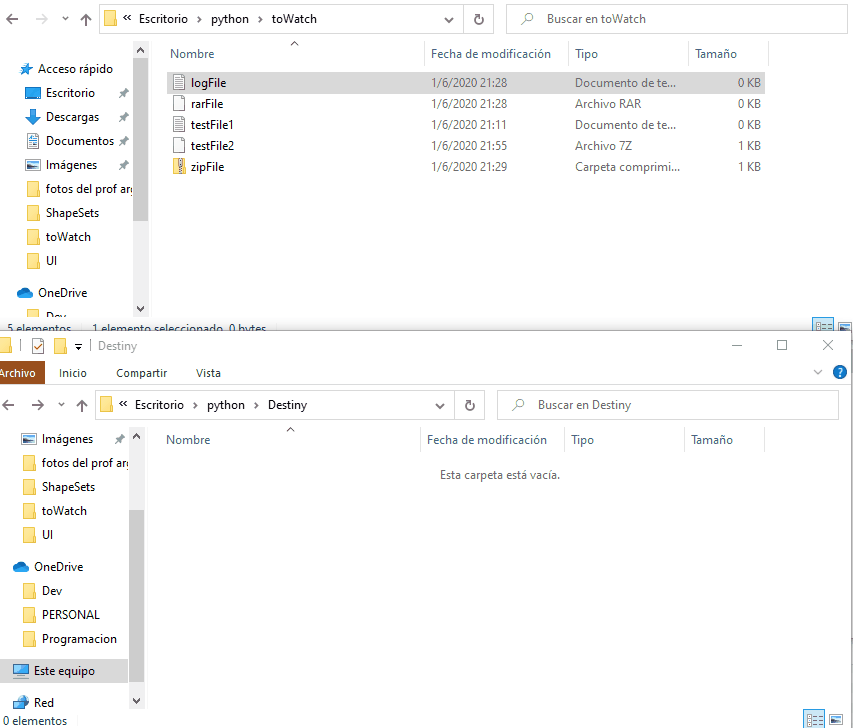 « Escritorio > python > toWatch
Buscar en toWatch
Nombre Fecha de modificación Tipo Tamaño
Acceso rápido
Escritorio
Descargas
Documentos
Imágenes
fotos del prof arg
ShapeSets
toWatch
UI
OneDrive
Dev
logFile 1/6/2020 21:28 Documento de te... 0 KB
rarFile 1/6/2020 21:28 Archivo RAR 0 KB
testFile1 1/6/2020 21:11 Documento de te... 0 KB
testFile2 1/6/2020 21:55 Archivo 7Z 1 KB
zipFile 1/6/2020 21:29 Carpeta comprimi... 1 KB
5 elementos 1 elemento seleccionado 0 bytes
Destiny
Archivo Inicio Compartir Vista
« Escritorio > python > Destiny
Buscar en Destiny
Nombre Fecha de modificación Tipo Tamaño
Esta carpeta está vacía.
Imágenes
fotos del prof arg
ShapeSets
toWatch
UI
OneDrive
Dev
PERSONAL
Programacion
Este equipo
Red
0 elementos